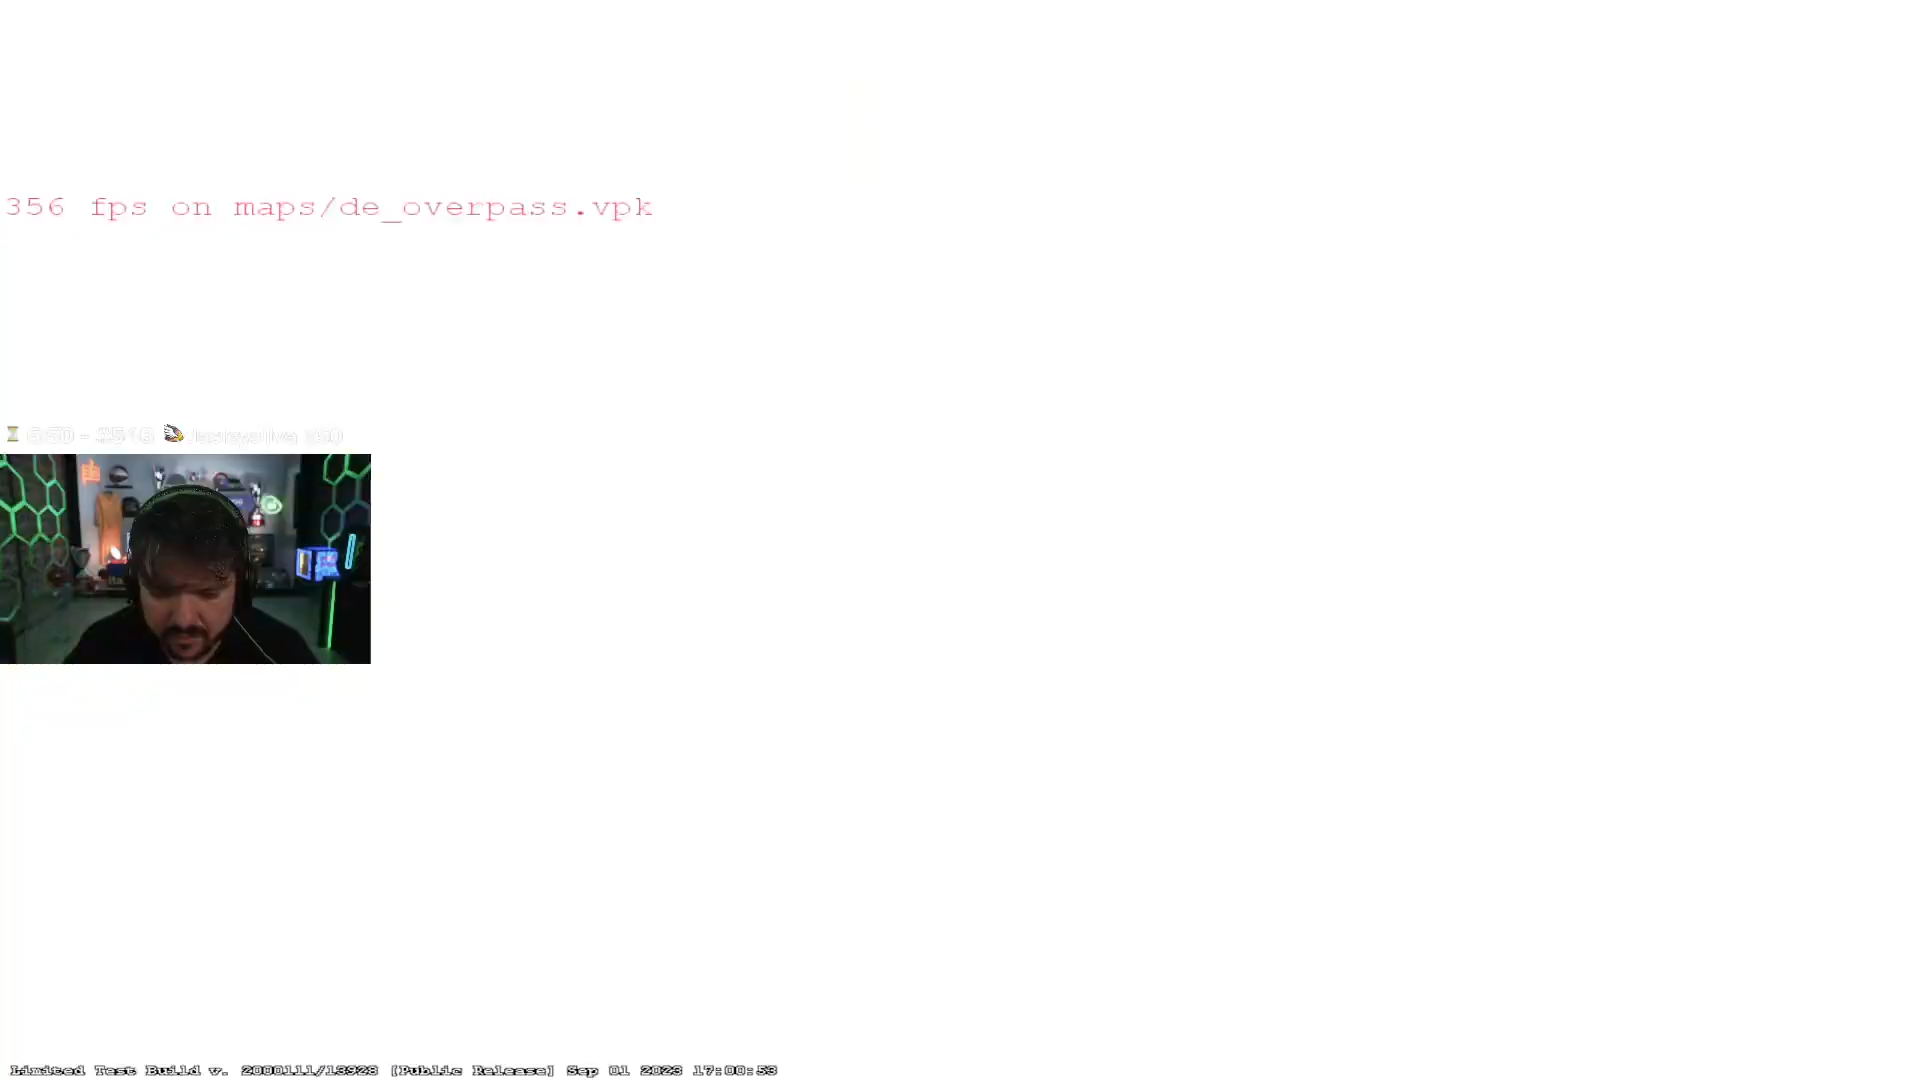 356 fps on maps/de_overpass.vpk
Limited Test Build v. 2000111/13928 [Public Release] Sep 01 2023 17:00:53